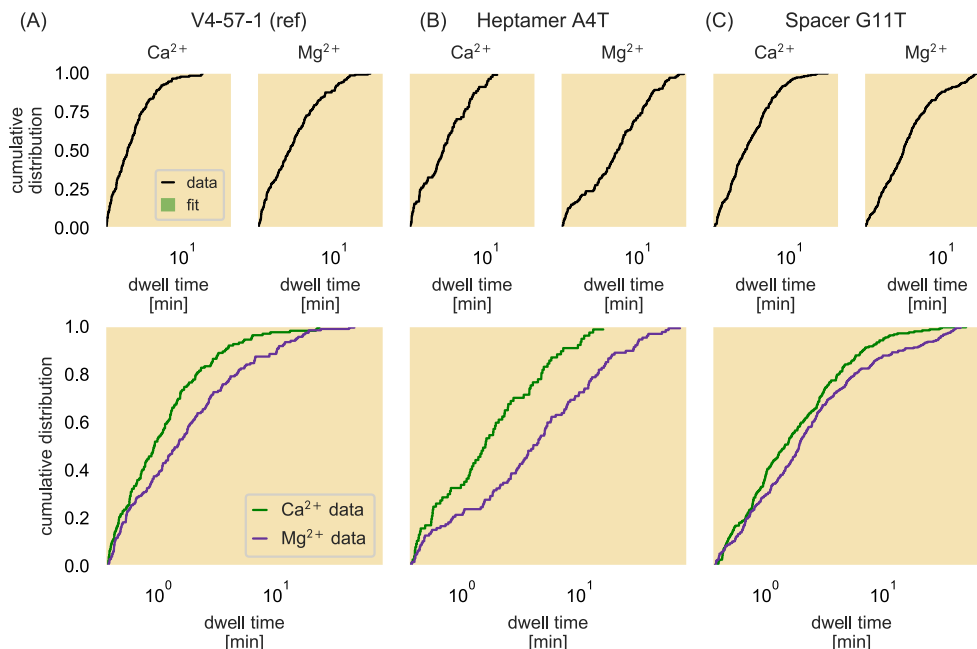 (A) V4-57-1 (ref) (B) Heptamer A4T (C) Spacer G11T
Ca²⁺ Mg²⁺ Ca²⁺ Mg²⁺ Ca²⁺ Mg²⁺
cumulative
distribution
1.00
0.75
0.50
0.25
0.00
data
fit
10¹ 10¹ 10¹ 10¹ 10¹ 10¹
dwell time dwell time dwell time dwell time dwell time dwell time
[min] [min] [min] [min] [min] [min]
cumulative distribution
1.0
0.8
0.6
0.4
0.2
0.0
Ca²⁺ data
Mg²⁺ data
10⁰ 10¹ 10⁰ 10¹ 10⁰ 10¹
dwell time dwell time dwell time
[min] [min] [min]